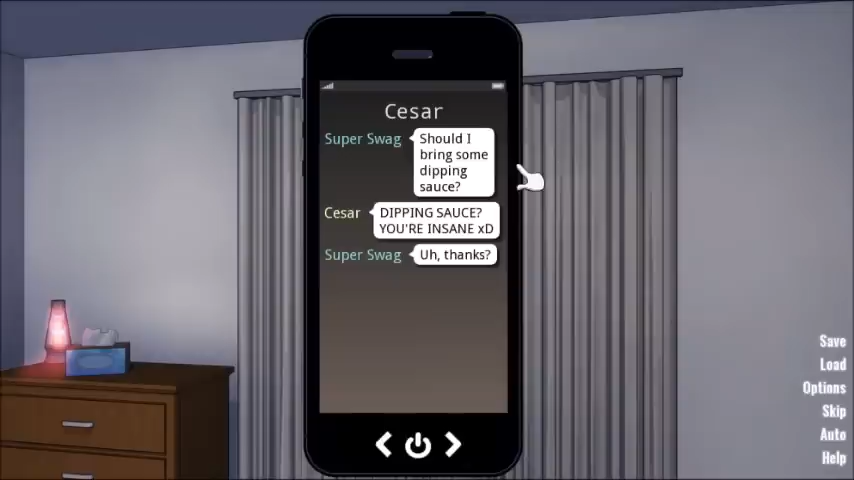 Cesar
Super Swag
Should I
bring some
dipping
sauce?
Cesar
DIPPING SAUCE?
YOU'RE INSANE xD
Super Swag
Uh, thanks?
Save
Load
Options
Skip
Auto
Help